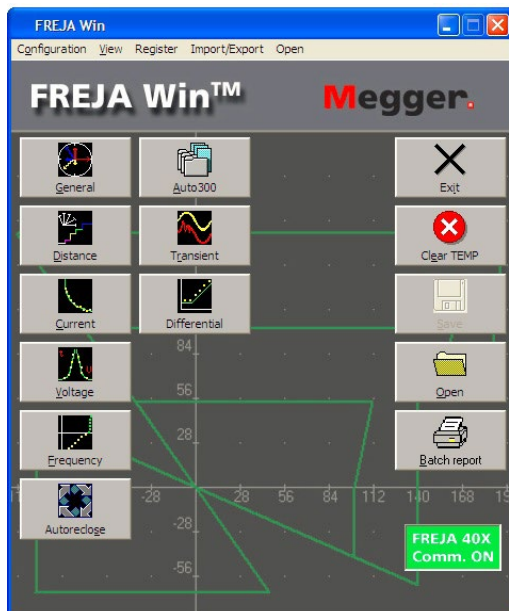 FREJA Win
Configuration View Register Import/Export Open
FREJA Win™ Megger.
General Auto300 Exit
Distance Transient Clear TEMP
Current Differential Save
84
Voltage Open
56
28
Frequency Batch report
-28 28 56 84 112 140 168
Autoreclose
-28
FREJA 40X
Comm. ON
-56